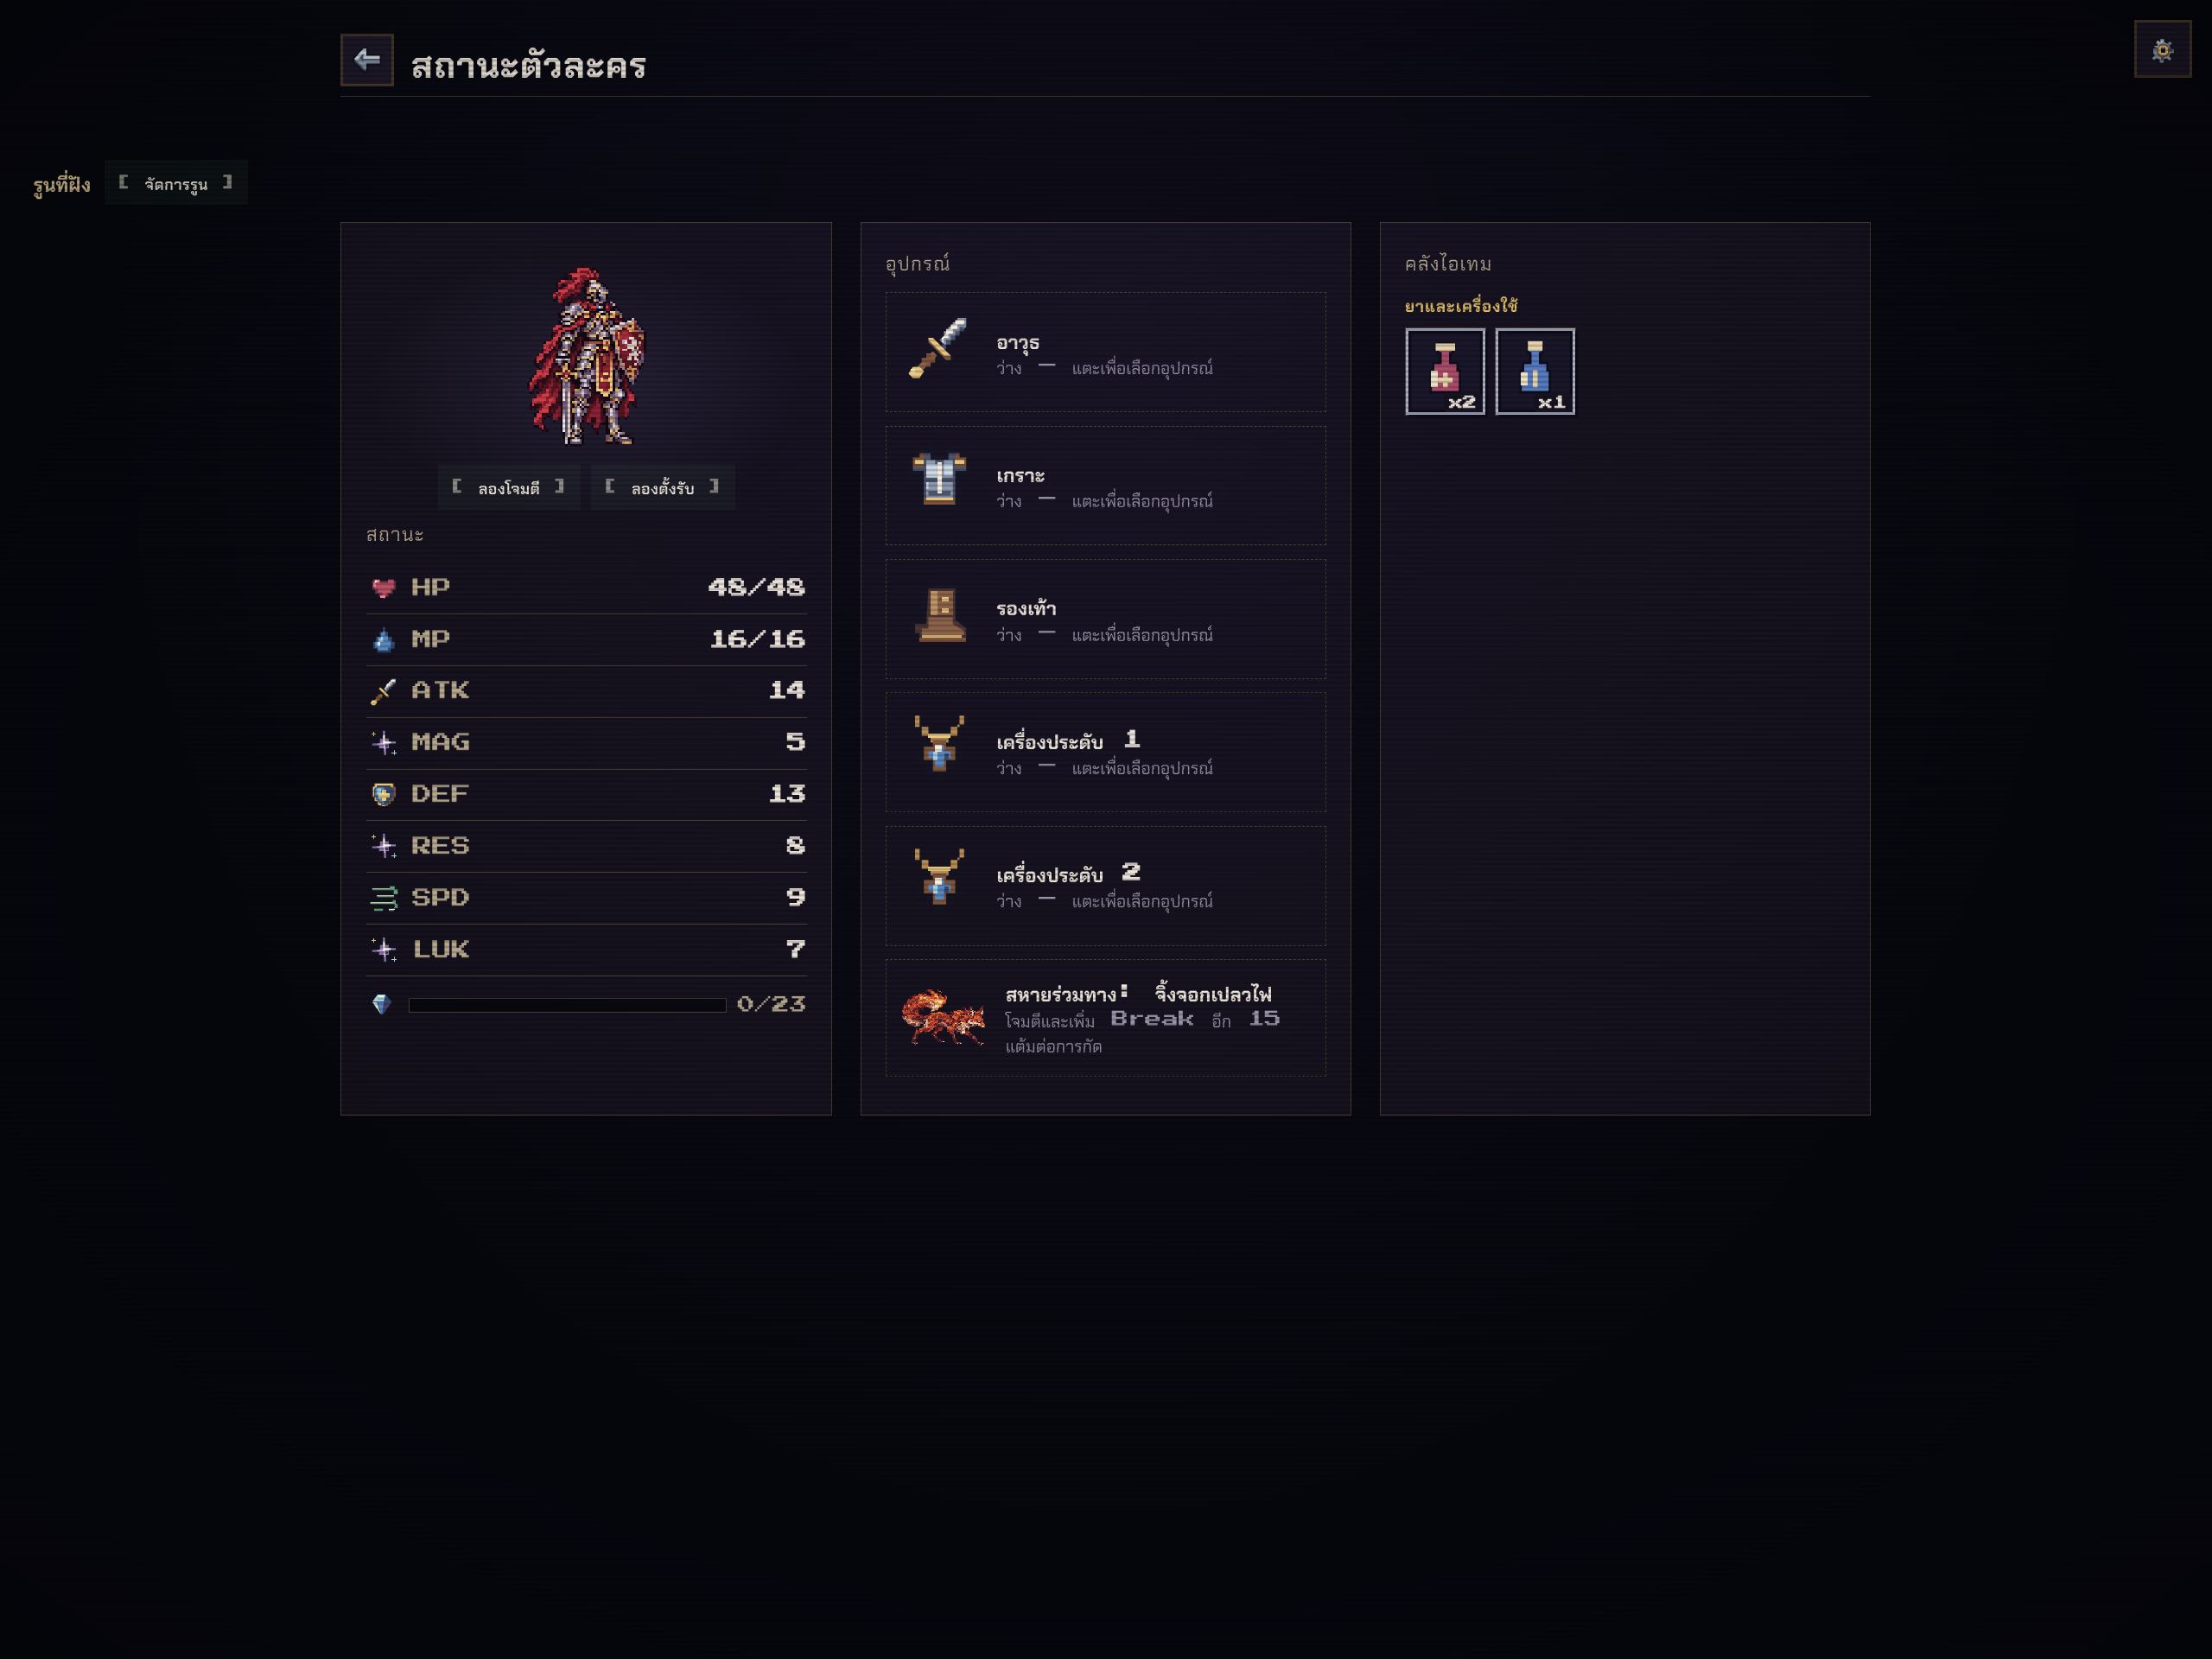 สถานะตัวละคร
รูนที่ฝัง
[ จัดการรูน ]
[ ลองโจมตี ] [ ลองตั้งรับ ]
สถานะ
HP 48/48
MP 16/16
ATK 14
MAG 5
DEF 13
RES 8
SPD 9
LUK 7
0/23
อุปกรณ์
อาวุธ
ว่าง — แตะเพื่อเลือกอุปกรณ์
เกราะ
ว่าง — แตะเพื่อเลือกอุปกรณ์
รองเท้า
ว่าง — แตะเพื่อเลือกอุปกรณ์
เครื่องประดับ 1
ว่าง — แตะเพื่อเลือกอุปกรณ์
เครื่องประดับ 2
ว่าง — แตะเพื่อเลือกอุปกรณ์
สหายร่วมทาง: จิ้งจอกเปลวไฟ
โจมตีและเพิ่ม Break อีก 15
แต้มต่อการกัด
คลังไอเทม
ยาและเครื่องใช้
x2 x1